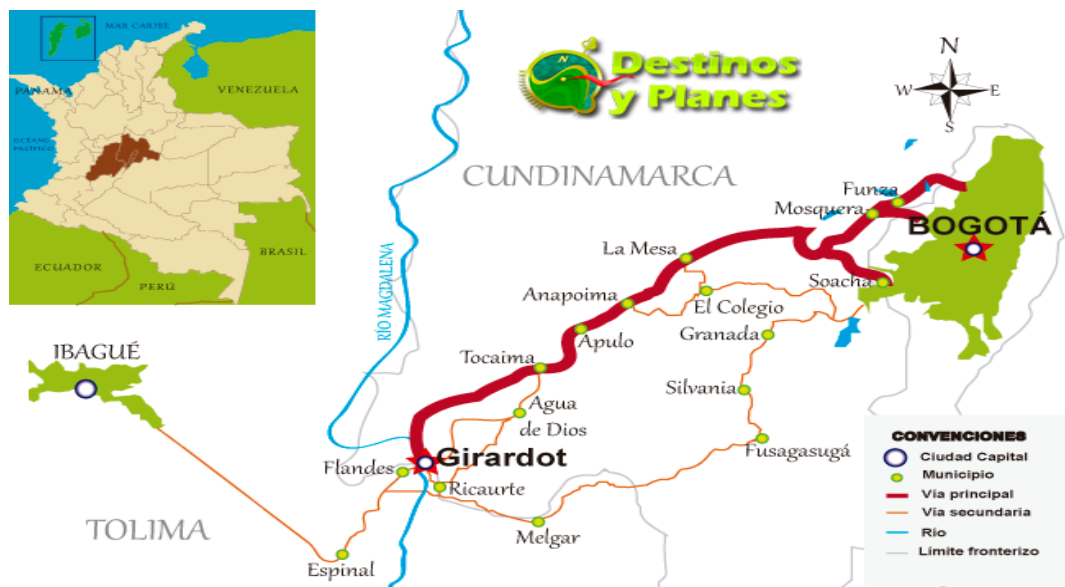 MAR CARIBE
PANAMA
VENEZUELA
OCÉANO
PACÍFICO
ECUADOR
PERÚ
BRASIL
N
Destinos
y Planes
N
W
E
S
CUNDINAMARCA
Funza
Mosquera
BOGOTÁ
La Mesa
Soacha
RÍO MAGDALENA
Anapoima
El Colegio
Granada
Apulo
IBAGUÉ
Tocaima
Silvania
Agua
de Dios
Fusagasugá
Girardot
Flandes
Ricaurte
TOLIMA
Melgar
Espinal
CONVENCIONES
Ciudad Capital
Municipio
Vía principal
Vía secundaria
Río
Límite fronterizo